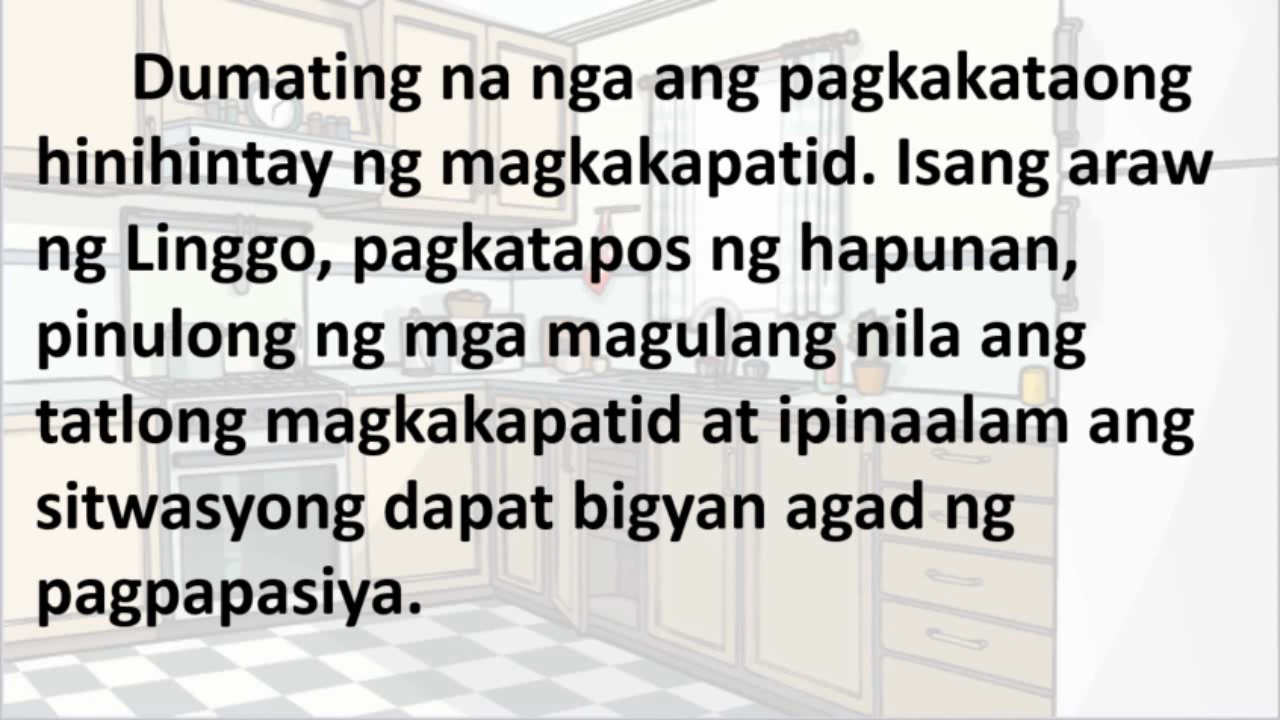 Dumating na nga ang pagkakataong
hinihintay ng magkakapatid. Isang araw
ng Linggo, pagkatapos ng hapunan,
pinulong ng mga magulang nila ang
tatlong magkakapatid at ipinaalam ang
sitwasyong dapat bigyan agad ng
pagpapasiya.